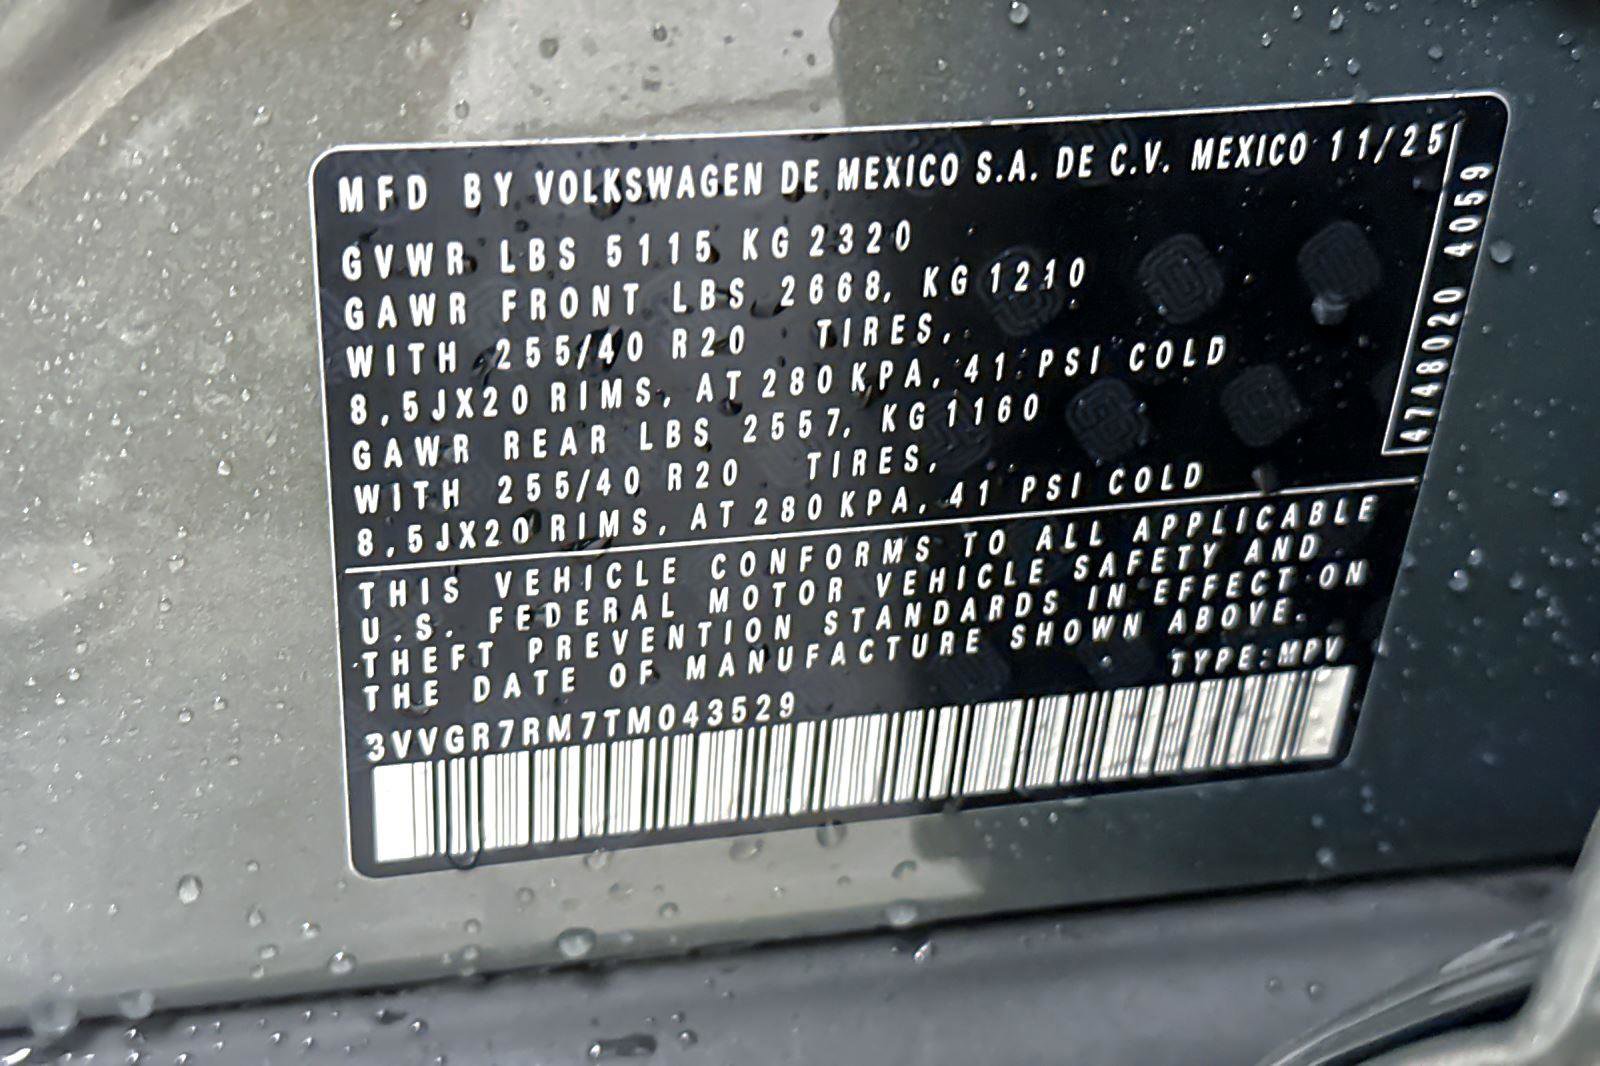 MFD BY VOLKSWAGEN DE MEXICO S.A. DE C.V. MEXICO 11/25
GVWR LBS 5115 KG 2320
GAWR FRONT LBS 2668, KG 1210
WITH 255/40 R20 TIRES,
8,5JX20 RIMS, AT 280 KPA, 41 PSI COLD
GAWR REAR LBS 2557, KG 1160
WITH 255/40 R20 TIRES,
8,5JX20 RIMS, AT 280 KPA, 41 PSI COLD
4748020 4059
THIS VEHICLE CONFORMS TO ALL APPLICABLE
U.S. FEDERAL MOTOR VEHICLE SAFETY AND
THEFT PREVENTION STANDARDS IN EFFECT ON
THE DATE OF MANUFACTURE SHOWN ABOVE.
TYPE:MPV
3VVGR7RM7TM043529